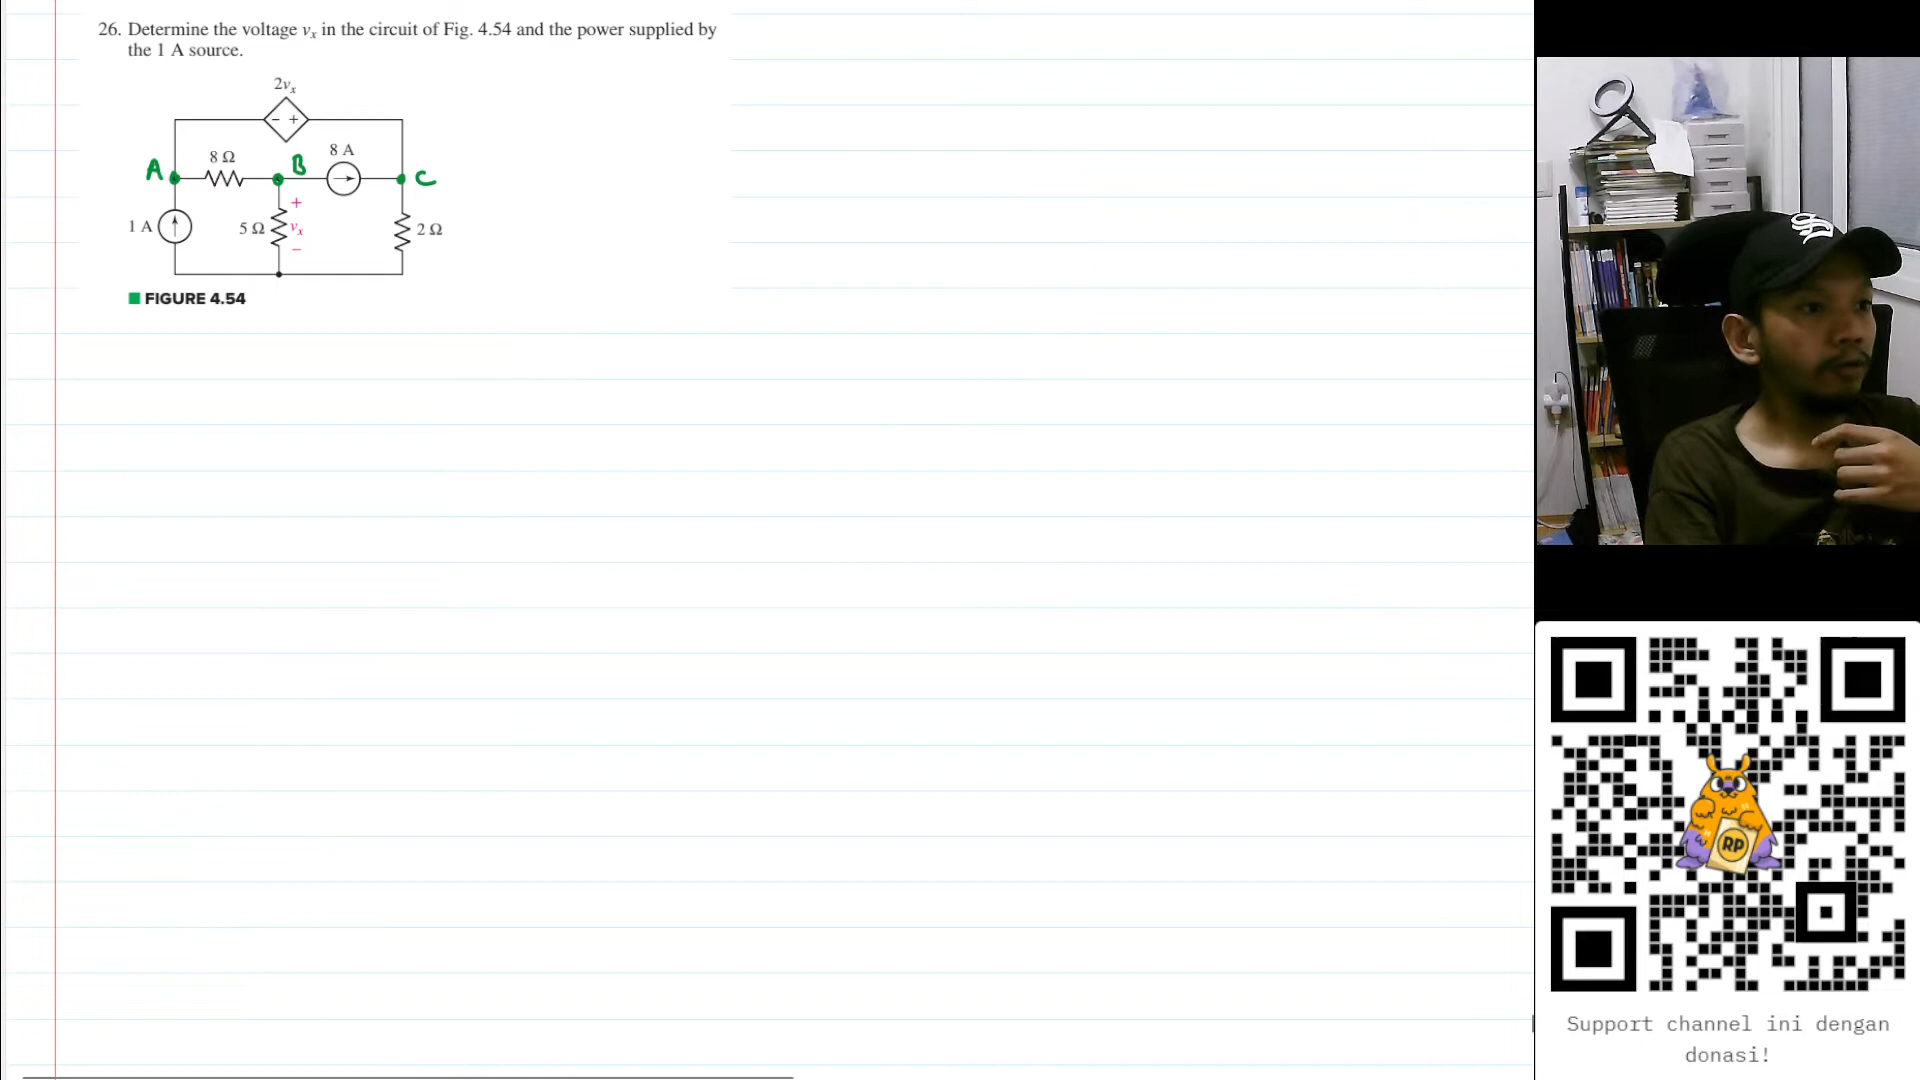 26. Determine the voltage vₓ in the circuit of Fig. 4.54 and the power supplied by
the 1 A source.
2vₓ
- +
8 Ω
8 A
A
B
C
+
1 A
5 Ω
vₓ
2 Ω
−
FIGURE 4.54
RP
Support channel ini dengan
donasi!